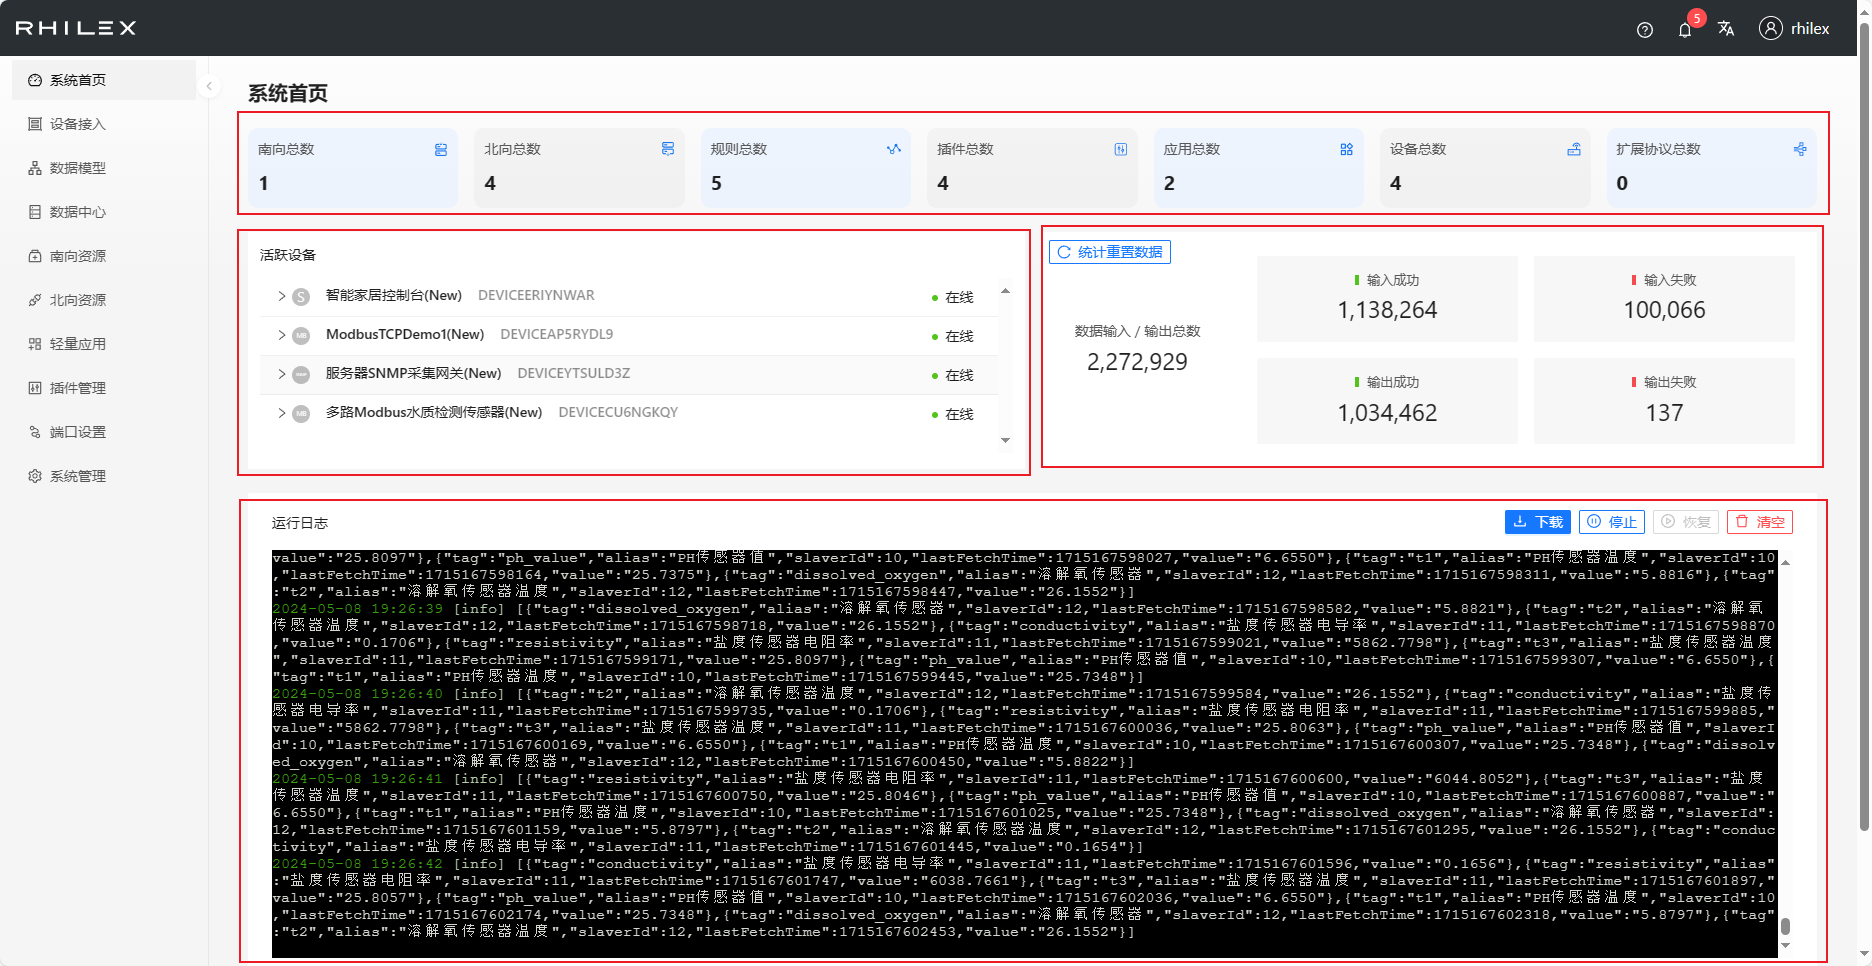 RHILEX
5
rhilex
系统首页
设备接入
数据模型
数据中心
南向资源
北向资源
轻量应用
插件管理
端口设置
系统管理
系统首页
南向总数
1
北向总数
4
规则总数
5
插件总数
4
应用总数
2
设备总数
4
扩展协议总数
0
活跃设备
S 智能家居控制台(New) DEVICEERIYNWAR 在线
MB ModbusTCPDemo1(New) DEVICEAP5RYDL9 在线
服务器SNMP采集网关(New) DEVICEYTSULD3Z 在线
MB 多路Modbus水质检测传感器(New) DEVICECU6NGKQY 在线
统计重置数据
数据输入 / 输出总数
2,272,929
输入成功
1,138,264
输入失败
100,066
输出成功
1,034,462
输出失败
137
运行日志
下载 停止 恢复 清空
value":"25.8097"},{"tag":"ph_value","alias":"PH传感器值","slaverId":10,"lastFetchTime":1715167598027,"value":"6.6550"},{"tag":"t1","alias":"PH传感器温度","slaverId":10
,"lastFetchTime":1715167598164,"value":"25.7375"},{"tag":"dissolved_oxygen","alias":"溶解氧传感器","slaverId":12,"lastFetchTime":1715167598311,"value":"5.8816"},{"tag"
:"t2","alias":"溶解氧传感器温度","slaverId":12,"lastFetchTime":1715167598447,"value":"26.1552"}]
2024-05-08 19:26:39 [info] [{"tag":"dissolved_oxygen","alias":"溶解氧传感器","slaverId":12,"lastFetchTime":1715167598582,"value":"5.8821"},{"tag":"t2","alias":"溶解氧
传感器温度","slaverId":12,"lastFetchTime":1715167598718,"value":"26.1552"},{"tag":"conductivity","alias":"盐度传感器电导率","slaverId":11,"lastFetchTime":1715167598870
,"value":"0.1706"},{"tag":"resistivity","alias":"盐度传感器电阻率","slaverId":11,"lastFetchTime":1715167599021,"value":"5862.7798"},{"tag":"t3","alias":"盐度传感器温度
","slaverId":11,"lastFetchTime":1715167599171,"value":"25.8097"},{"tag":"ph_value","alias":"PH传感器值","slaverId":10,"lastFetchTime":1715167599307,"value":"6.6550"},{
"tag":"t1","alias":"PH传感器温度","slaverId":10,"lastFetchTime":1715167599445,"value":"25.7348"}]
2024-05-08 19:26:40 [info] [{"tag":"t2","alias":"溶解氧传感器温度","slaverId":12,"lastFetchTime":1715167599584,"value":"26.1552"},{"tag":"conductivity","alias":"盐度传
感器电导率","slaverId":11,"lastFetchTime":1715167599735,"value":"0.1706"},{"tag":"resistivity","alias":"盐度传感器电阻率","slaverId":11,"lastFetchTime":1715167599885,"
value":"5862.7798"},{"tag":"t3","alias":"盐度传感器温度","slaverId":11,"lastFetchTime":1715167600036,"value":"25.8063"},{"tag":"ph_value","alias":"PH传感器值","slaverI
d":10,"lastFetchTime":1715167600169,"value":"6.6550"},{"tag":"t1","alias":"PH传感器温度","slaverId":10,"lastFetchTime":1715167600307,"value":"25.7348"},{"tag":"dissolv
ed_oxygen","alias":"溶解氧传感器","slaverId":12,"lastFetchTime":1715167600450,"value":"5.8822"}]
2024-05-08 19:26:41 [info] [{"tag":"resistivity","alias":"盐度传感器电阻率","slaverId":11,"lastFetchTime":1715167600600,"value":"6044.8052"},{"tag":"t3","alias":"盐度
传感器温度","slaverId":11,"lastFetchTime":1715167600750,"value":"25.8046"},{"tag":"ph_value","alias":"PH传感器值","slaverId":10,"lastFetchTime":1715167600887,"value":"
6.6550"},{"tag":"t1","alias":"PH传感器温度","slaverId":10,"lastFetchTime":1715167601025,"value":"25.7348"},{"tag":"dissolved_oxygen","alias":"溶解氧传感器","slaverId":
12,"lastFetchTime":1715167601159,"value":"5.8797"},{"tag":"t2","alias":"溶解氧传感器温度","slaverId":12,"lastFetchTime":1715167601295,"value":"26.1552"},{"tag":"conduc
tivity","alias":"盐度传感器电导率","slaverId":11,"lastFetchTime":1715167601445,"value":"0.1654"}]
2024-05-08 19:26:42 [info] [{"tag":"conductivity","alias":"盐度传感器电导率","slaverId":11,"lastFetchTime":1715167601596,"value":"0.1656"},{"tag":"resistivity","alias"
:"盐度传感器电阻率","slaverId":11,"lastFetchTime":1715167601747,"value":"6038.7661"},{"tag":"t3","alias":"盐度传感器温度","slaverId":11,"lastFetchTime":1715167601897,"
value":"25.8057"},{"tag":"ph_value","alias":"PH传感器值","slaverId":10,"lastFetchTime":1715167602036,"value":"6.6550"},{"tag":"t1","alias":"PH传感器温度","slaverId":10
,"lastFetchTime":1715167602174,"value":"25.7348"},{"tag":"dissolved_oxygen","alias":"溶解氧传感器","slaverId":12,"lastFetchTime":1715167602318,"value":"5.8797"},{"tag"
:"t2","alias":"溶解氧传感器温度","slaverId":12,"lastFetchTime":1715167602453,"value":"26.1552"}]